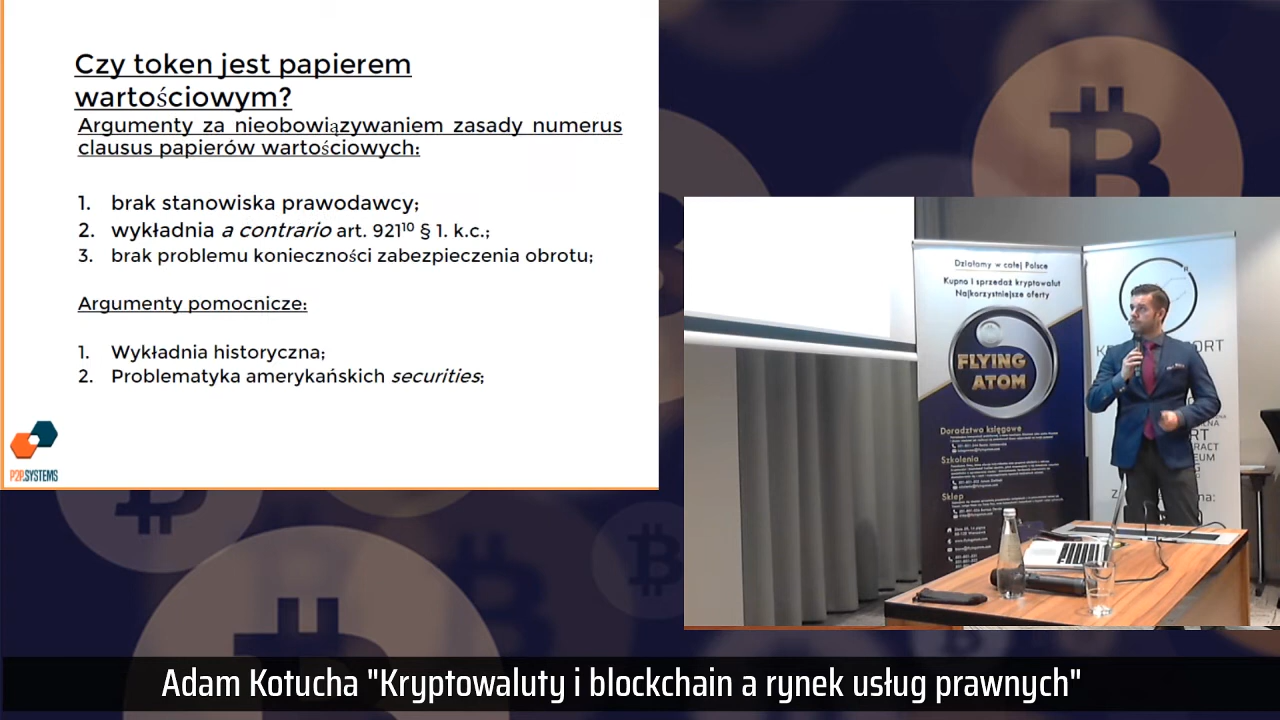 Czy token jest papierem
wartościowym?
Argumenty za nieobowiązywaniem zasady numerus
clausus papierów wartościowych:
1. brak stanowiska prawodawcy;
2. wykładnia a contrario art. 921¹⁰ § 1. k.c.;
3. brak problemu konieczności zabezpieczenia obrotu;
Argumenty pomocnicze:
1. Wykładnia historyczna;
2. Problematyka amerykańskich securities;
P2P.SYSTEMS
Działamy w całej Polsce
Kupno i sprzedaż kryptowalut
Najkorzystniejsze oferty
FLYING
ATOM
Doradztwo księgowe
Szkolenia
Sklep
Adam Kotucha "Kryptowaluty i blockchain a rynek usług prawnych"